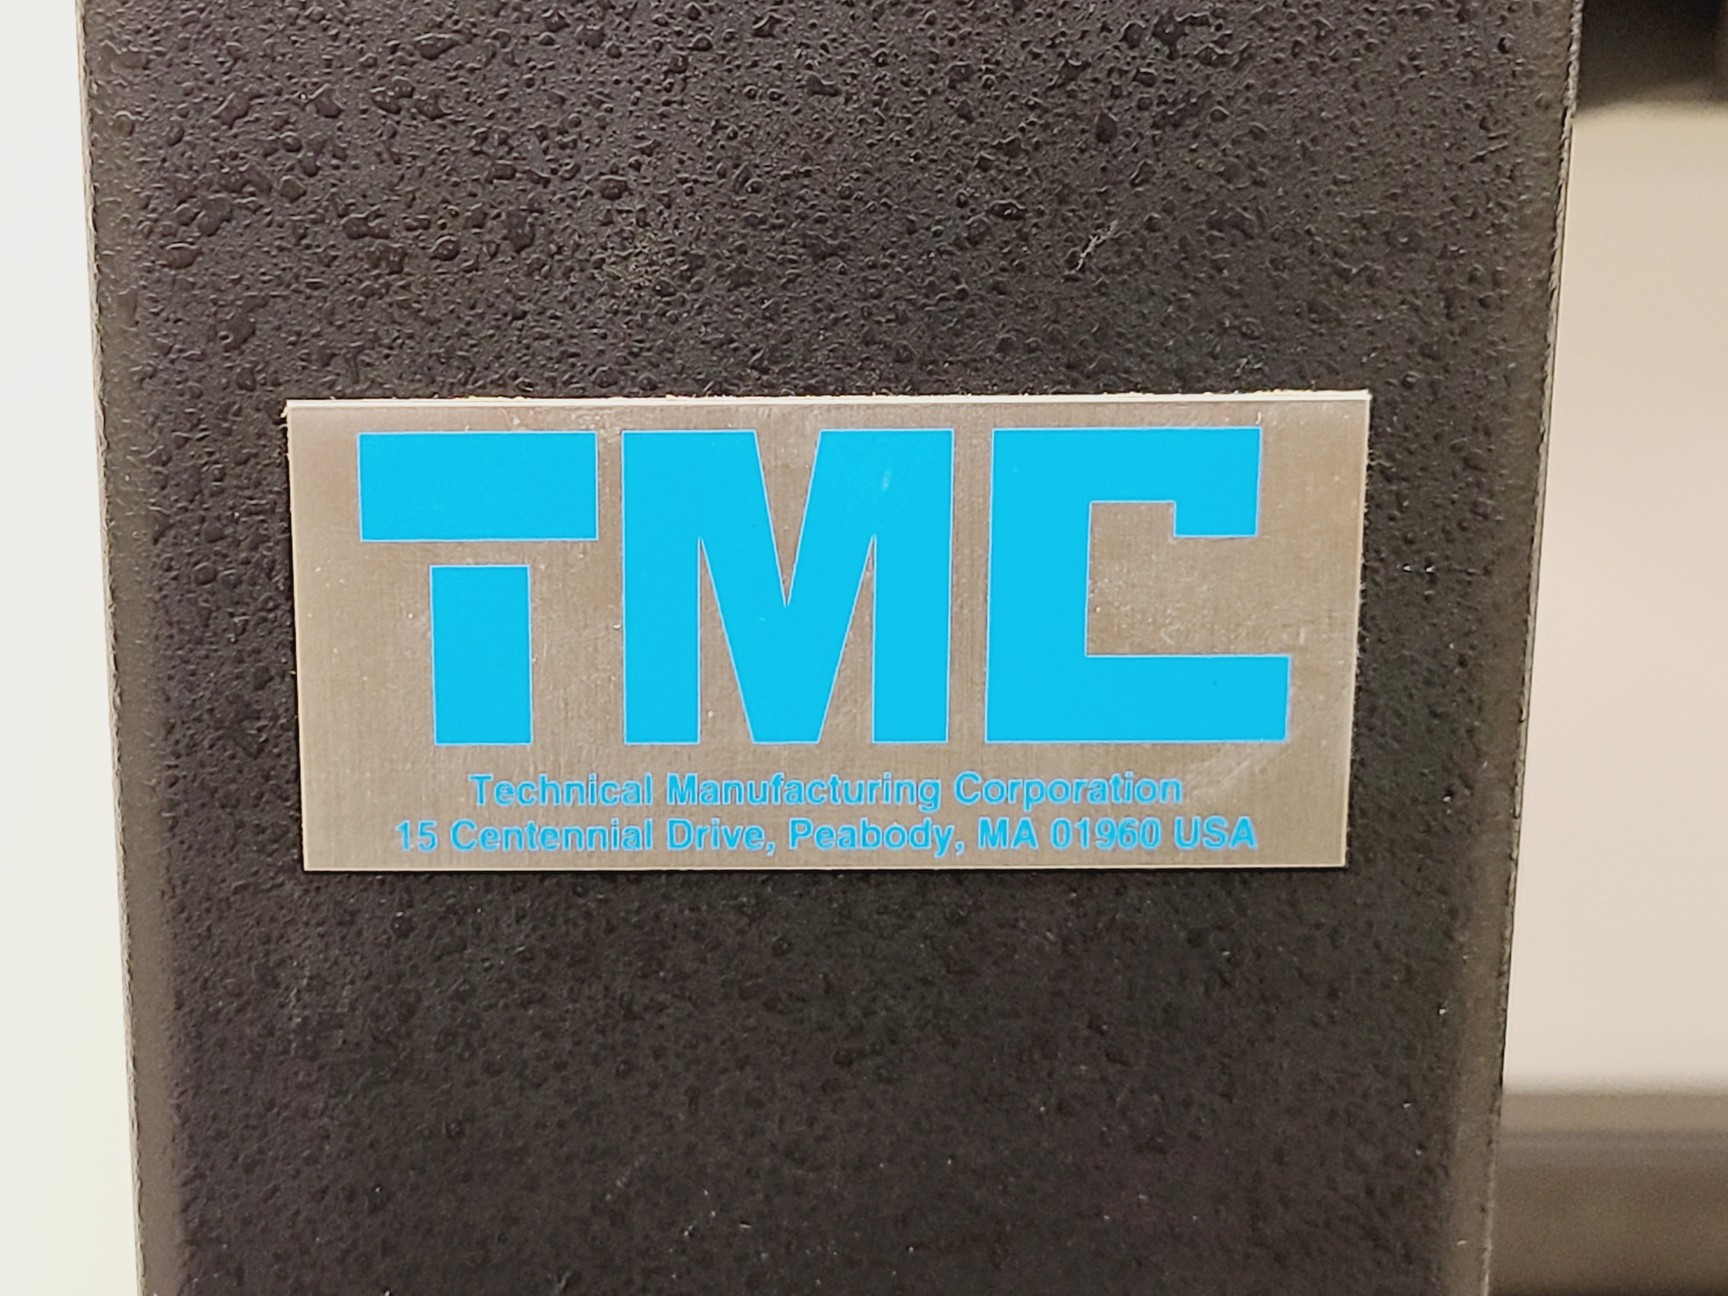 TMC
Technical Manufacturing Corporation
15 Centennial Drive, Peabody, MA 01960 USA